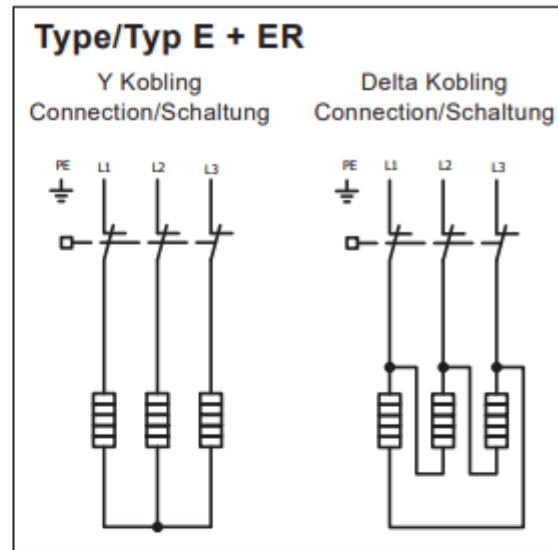 Type/Typ E + ER
Y Kobling
Connection/Schaltung
Delta Kobling
Connection/Schaltung
PE L1 L2 L3
PE L1 L2 L3